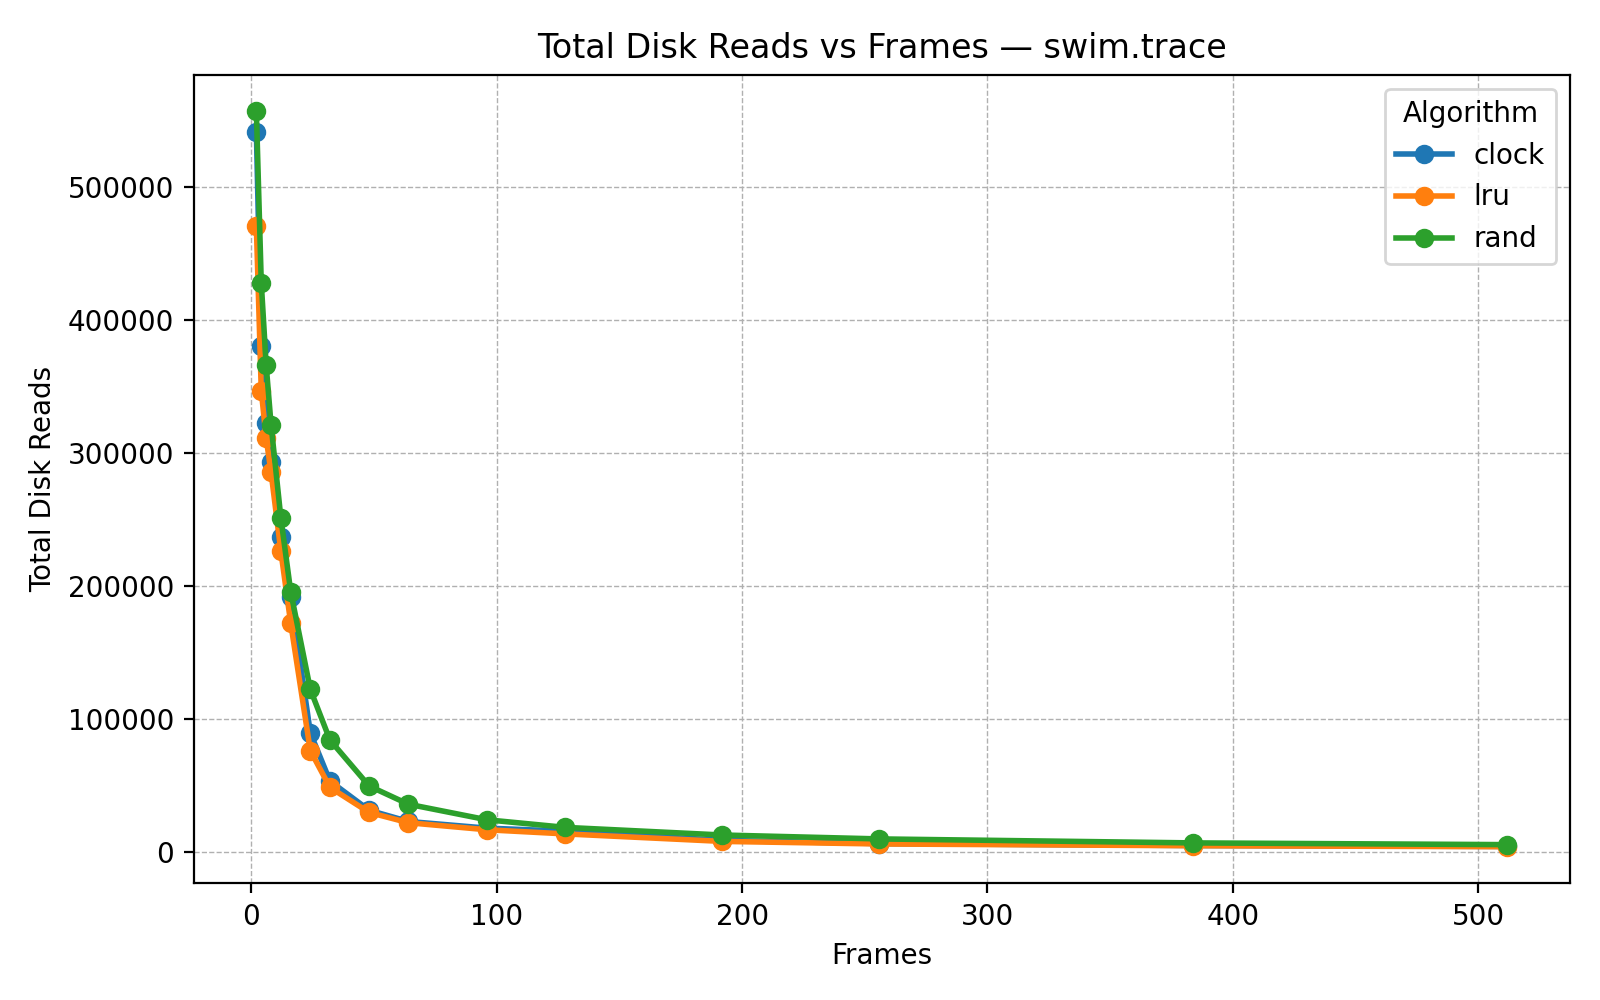 Total Disk Reads vs Frames — swim.trace
Algorithm
clock
lru
rand
Total Disk Reads
500000
400000
300000
200000
100000
0
0 100 200 300 400 500
Frames